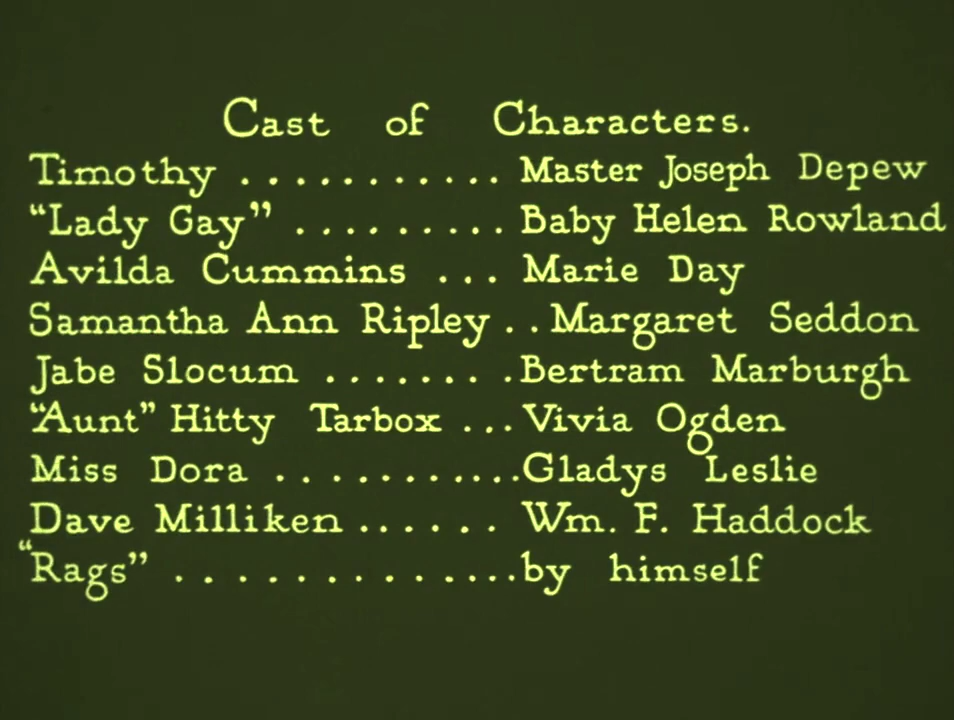 Cast of Characters.
Timothy ........... Master Joseph Depew
“Lady Gay” ......... Baby Helen Rowland
Avilda Cummins ... Marie Day
Samantha Ann Ripley .. Margaret Seddon
Jabe Slocum ........ Bertram Marburgh
“Aunt” Hitty Tarbox ... Vivia Ogden
Miss Dora ........... Gladys Leslie
Dave Milliken ...... Wm. F. Haddock
“Rags” .............. by himself